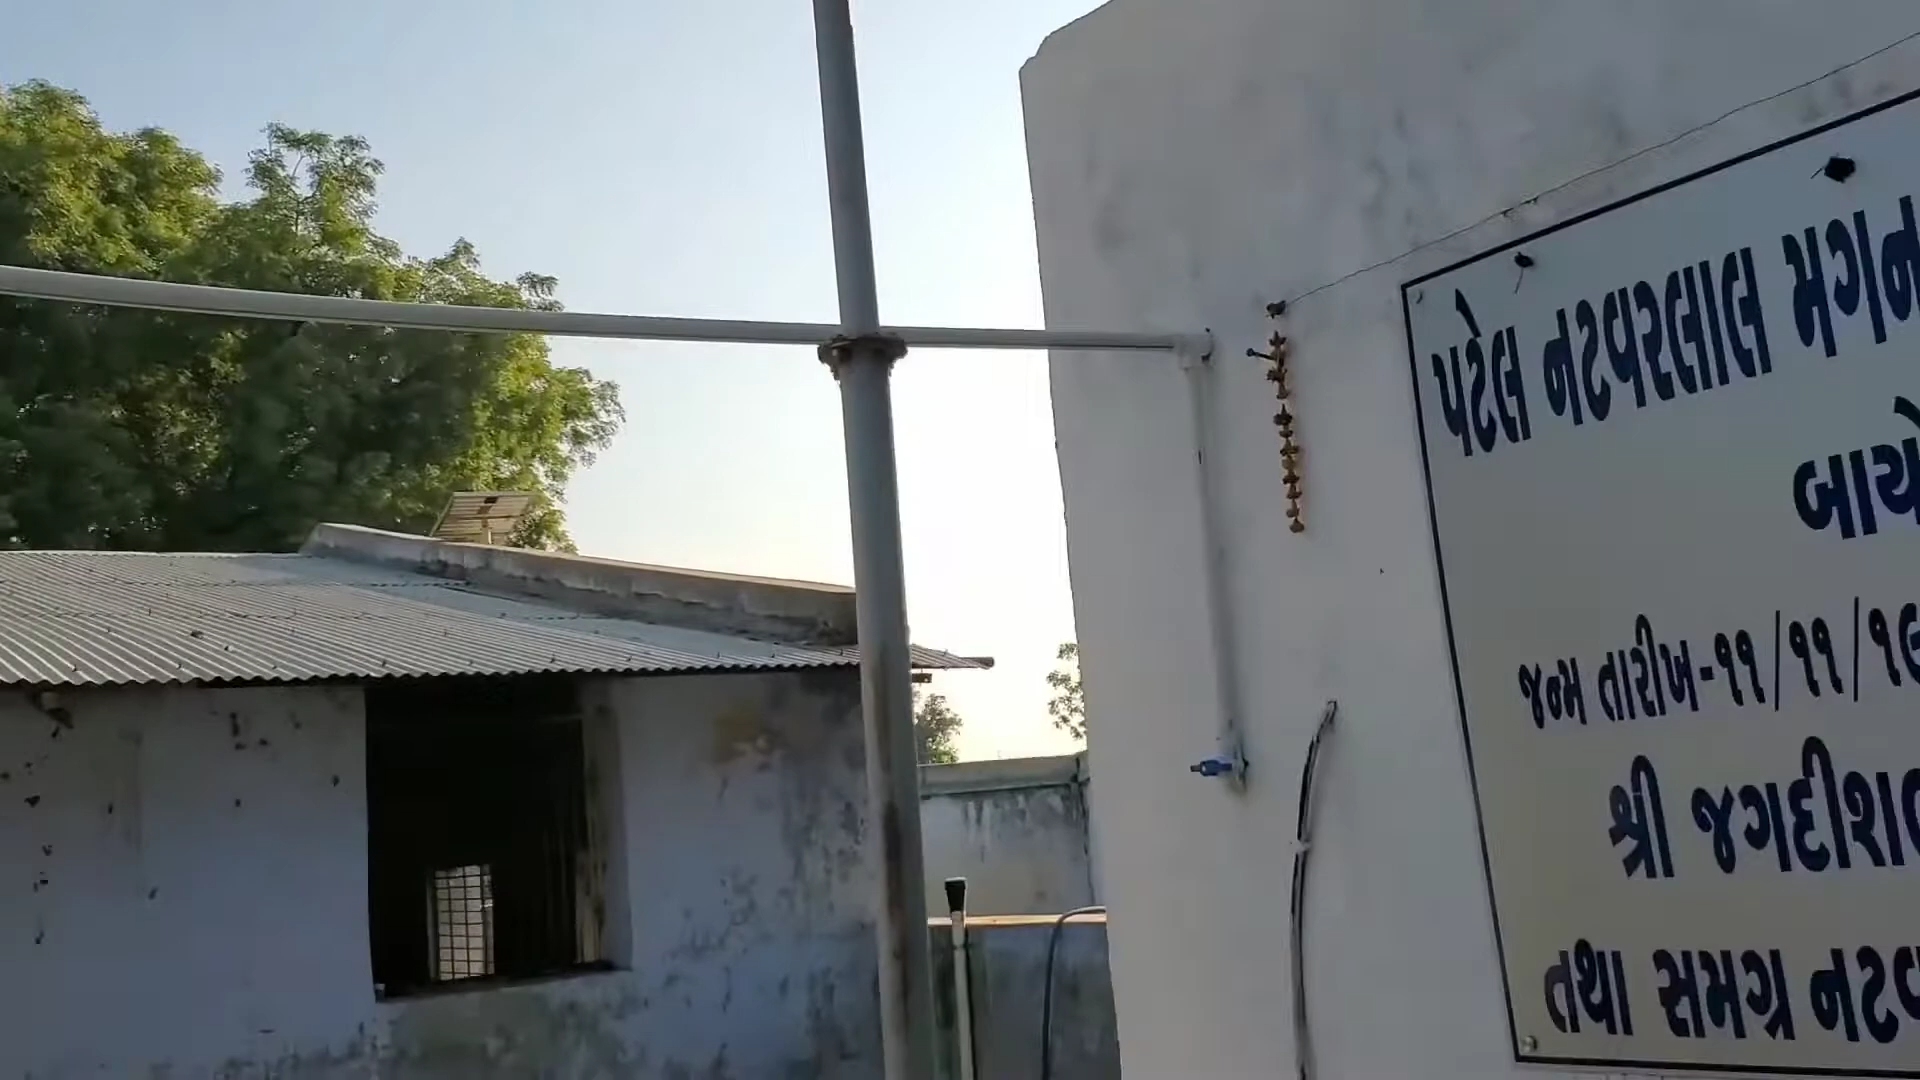 પટેલ નટવરલાલ મગન
બાયો
જન્મ તારીખ-૧૧/૧૧/૧૯
શ્રી જગદીશ
તથા સમગ્ર નટવ